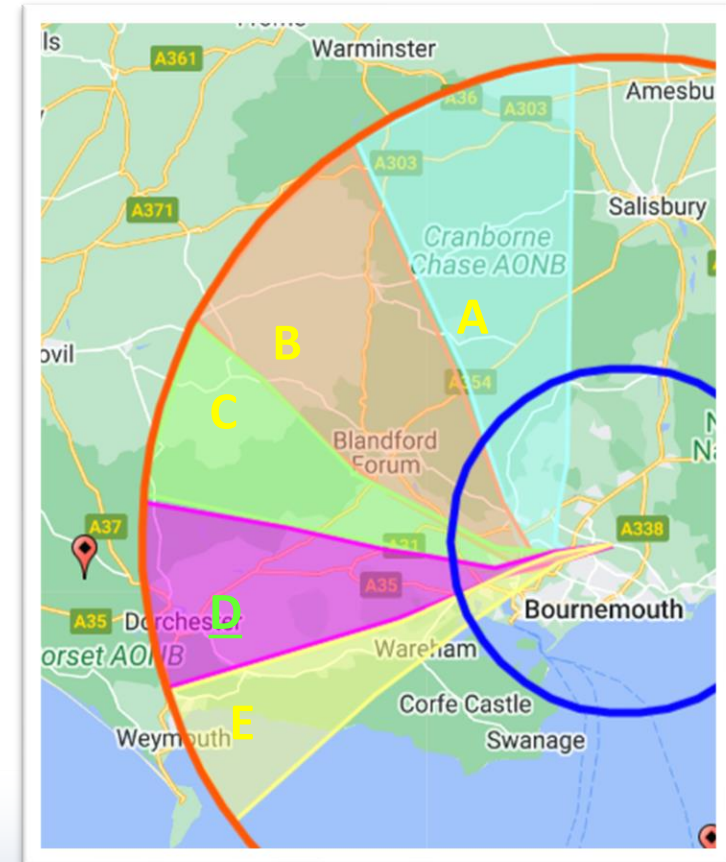 ls
A361
Warminster
A36
A303
Amesbu
A303
A371
Salisbury
Cranborne
Chase AONB
A
B
ovil
A354
C
Blandford
Forum
A37
A31
A338
A35
A35
Dorchester
D
Bournemouth
orset AONB
Wareham
Corfe Castle
E
Weymouth
Swanage